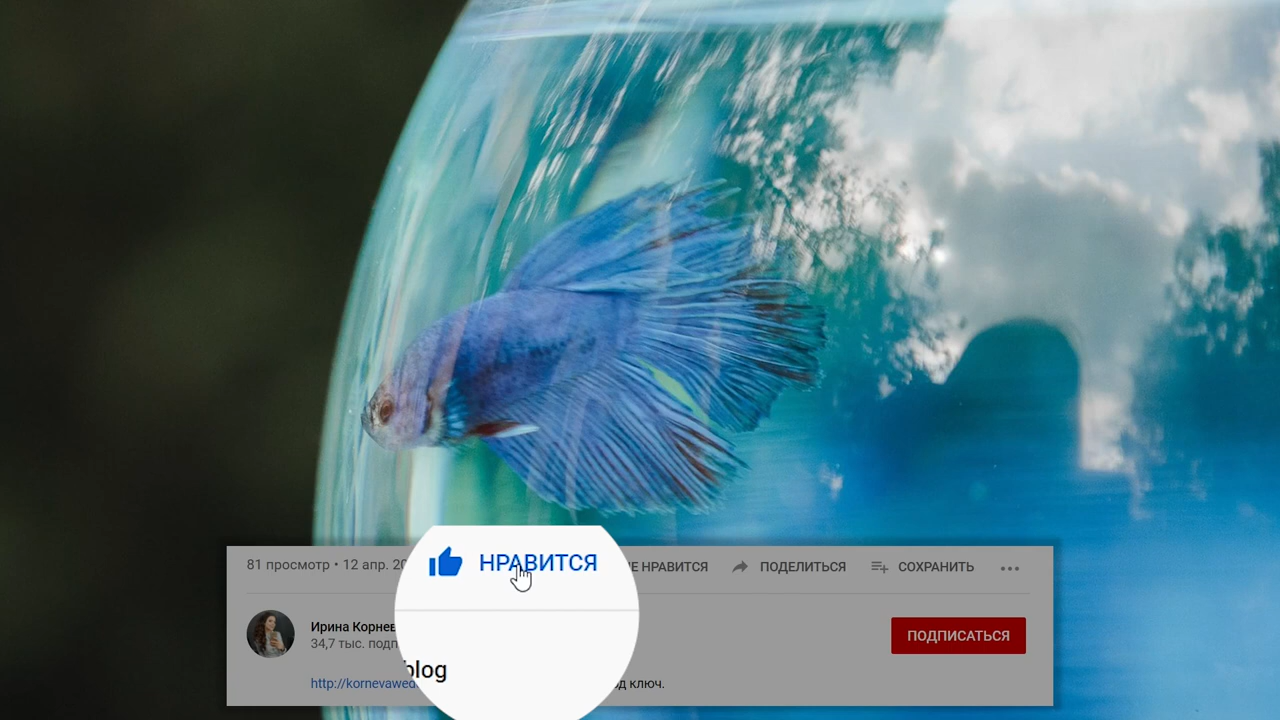 81 просмотр • 12 апр. 20
НРАВИТСЯ
НРАВИТСЯ
ПОДЕЛИТЬСЯ
СОХРАНИТЬ
Ирина Корнев
34,7 тыс. подп
ПОДПИСАТЬСЯ
blog
http://kornevawed
ключ.